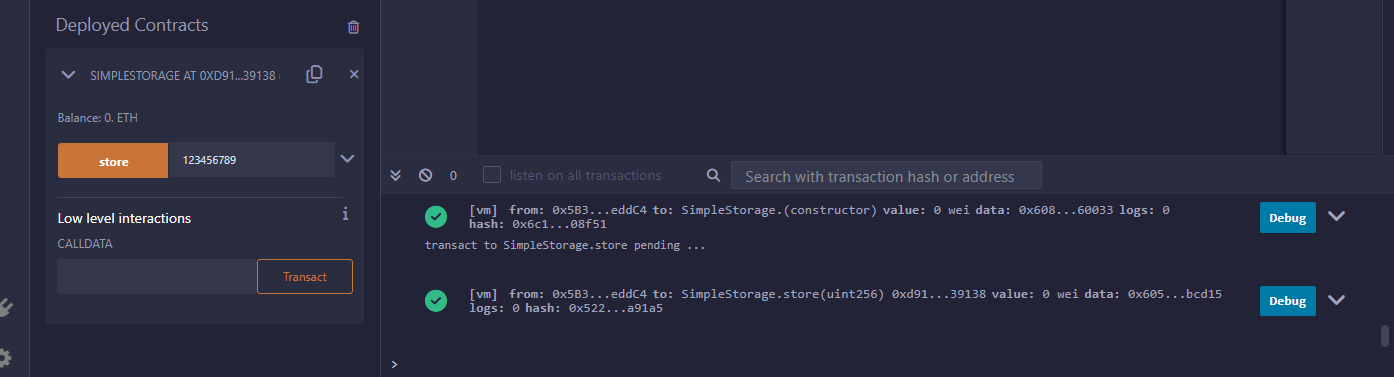 Deployed Contracts
SIMPLESTORAGE AT 0XD91...39138
Balance: 0. ETH
store
123456789
Low level interactions
i
CALLDATA
Transact
0
listen on all transactions
Search with transaction hash or address
[vm] from: 0x5B3...eddC4 to: SimpleStorage.(constructor) value: 0 wei data: 0x608...60033 logs: 0
hash: 0x6c1...08f51
Debug
transact to SimpleStorage.store pending ...
[vm] from: 0x5B3...eddC4 to: SimpleStorage.store(uint256) 0xd91...39138 value: 0 wei data: 0x605...bcd15
logs: 0 hash: 0x522...a91a5
Debug
>